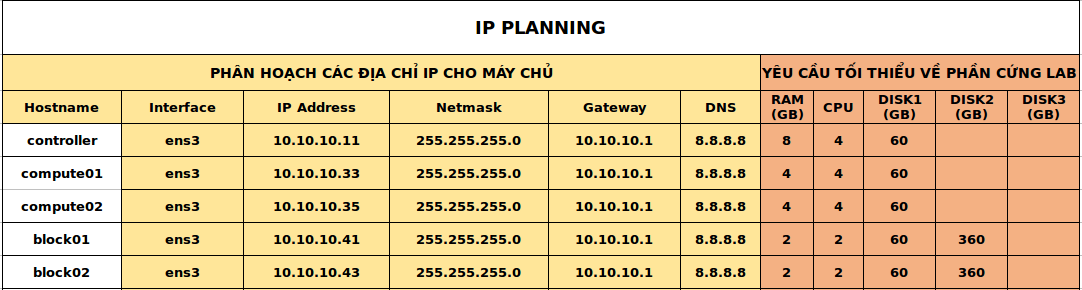 IP PLANNING
PHÂN HOẠCH CÁC ĐỊA CHỈ IP CHO MÁY CHỦ YÊU CẦU TỐI THIỂU VỀ PHẦN CỨNG LAB
Hostname Interface IP Address Netmask Gateway DNS RAM (GB) CPU DISK1 (GB) DISK2 (GB) DISK3 (GB)
controller ens3 10.10.10.11 255.255.255.0 10.10.10.1 8.8.8.8 8 4 60
compute01 ens3 10.10.10.33 255.255.255.0 10.10.10.1 8.8.8.8 4 4 60
compute02 ens3 10.10.10.35 255.255.255.0 10.10.10.1 8.8.8.8 4 4 60
block01 ens3 10.10.10.41 255.255.255.0 10.10.10.1 8.8.8.8 2 2 60 360
block02 ens3 10.10.10.43 255.255.255.0 10.10.10.1 8.8.8.8 2 2 60 360